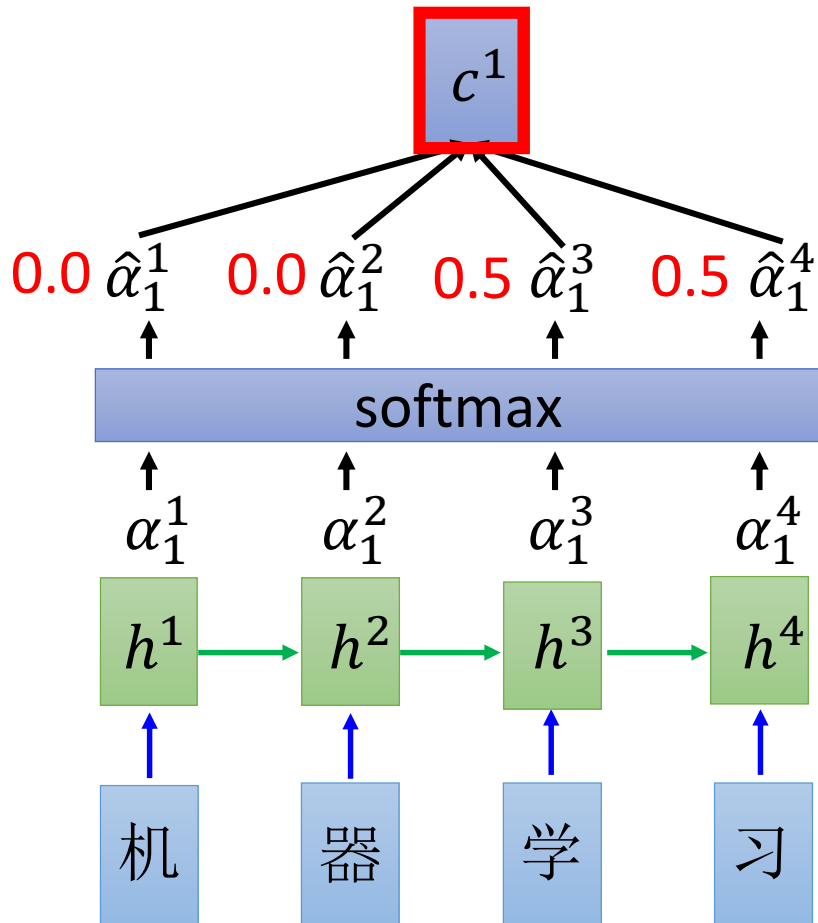 c¹
0.0 α̂₁¹ 0.0 α̂₁² 0.5 α̂₁³ 0.5 α̂₁⁴
softmax
α₁¹ α₁² α₁³ α₁⁴
h¹ h² h³ h⁴
机 器 学 习